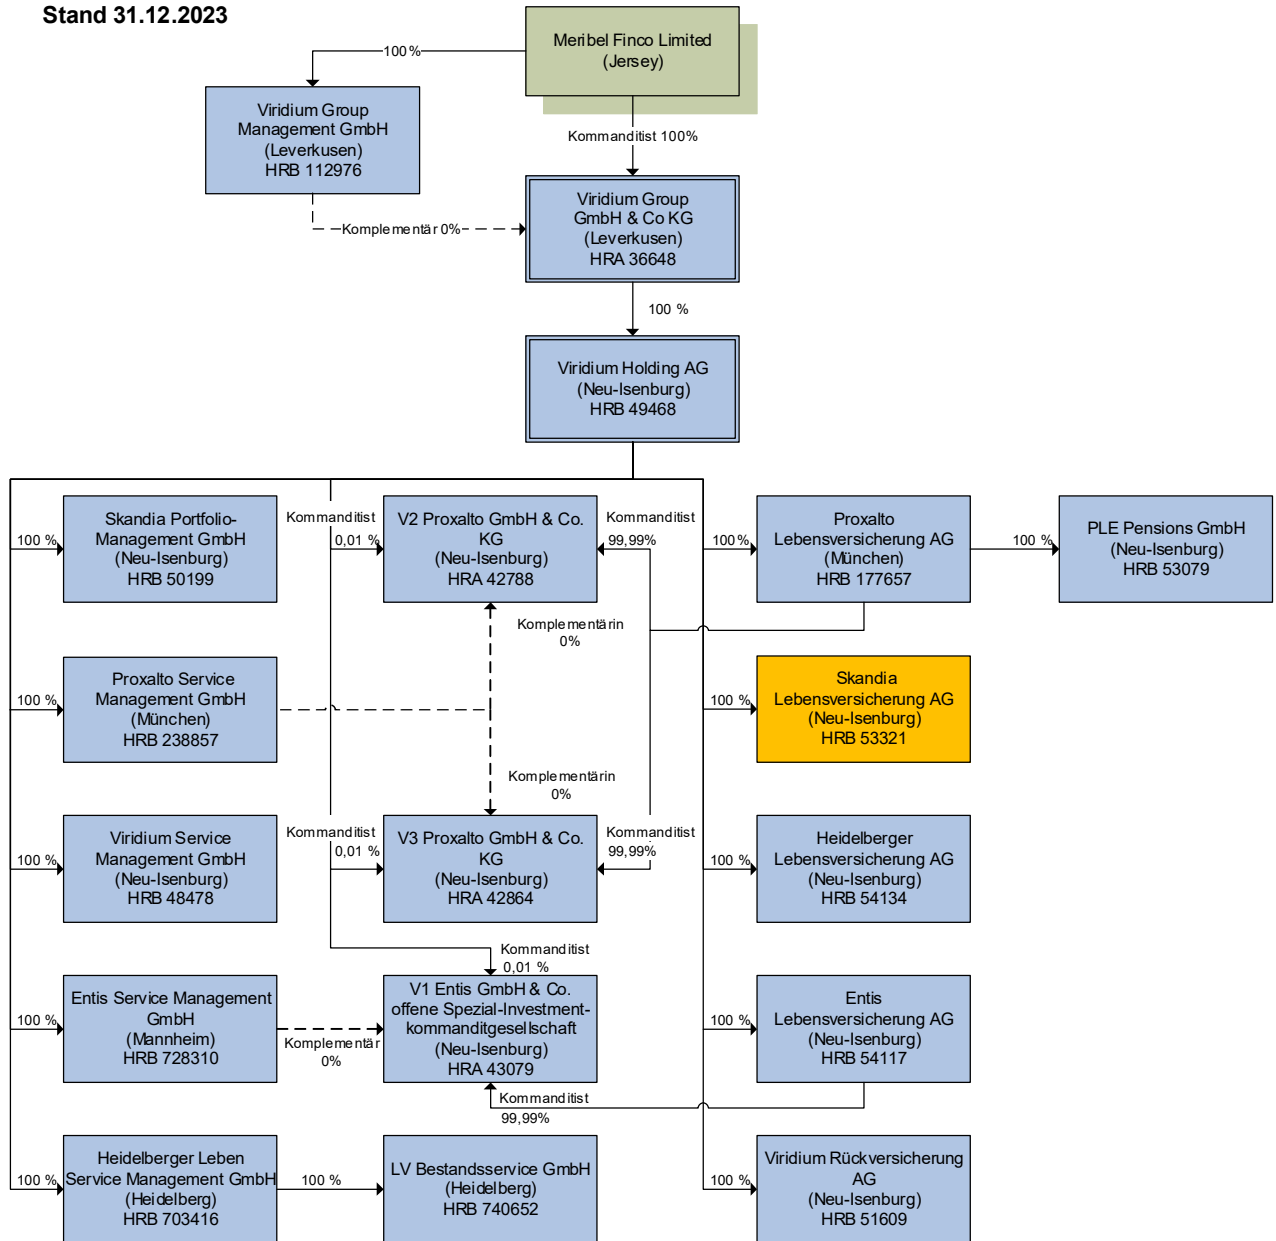 Stand 31.12.2023
Meribel Finco Limited
(Jersey)
100 %
Viridium Group
Management GmbH
(Leverkusen)
HRB 112976
Kommanditist 100%
Viridium Group
GmbH & Co KG
(Leverkusen)
HRA 36648
Komplementär 0%
100 %
Viridium Holding AG
(Neu-Isenburg)
HRB 49468
100 %
Skandia Portfolio-
Management GmbH
(Neu-Isenburg)
HRB 50199
Kommanditist
0,01 %
V2 Proxalto GmbH & Co.
KG
(Neu-Isenburg)
HRA 42788
Kommanditist
99,99%
100 %
Proxalto
Lebensversicherung AG
(München)
HRB 177657
100 %
PLE Pensions GmbH
(Neu-Isenburg)
HRB 53079
Komplementärin
0%
100 %
Proxalto Service
Management GmbH
(München)
HRB 238857
100 %
Skandia
Lebensversicherung AG
(Neu-Isenburg)
HRB 53321
Komplementärin
0%
100 %
Viridium Service
Management GmbH
(Neu-Isenburg)
HRB 48478
Kommanditist
0,01 %
V3 Proxalto GmbH & Co.
KG
(Neu-Isenburg)
HRA 42864
Kommanditist
99,99%
100 %
Heidelberger
Lebensversicherung AG
(Neu-Isenburg)
HRB 54134
Kommanditist
0,01 %
100 %
Entis Service Management
GmbH
(Mannheim)
HRB 728310
Komplementär
0%
V1 Entis GmbH & Co.
offene Spezial-Investment-
kommanditgesellschaft
(Neu-Isenburg)
HRA 43079
100 %
Entis
Lebensversicherung AG
(Neu-Isenburg)
HRB 54117
Kommanditist
99,99%
100 %
Heidelberger Leben
Service Management GmbH
(Heidelberg)
HRB 703416
100 %
LV Bestandsservice GmbH
(Heidelberg)
HRB 740652
100 %
Viridium Rückversicherung
AG
(Neu-Isenburg)
HRB 51609